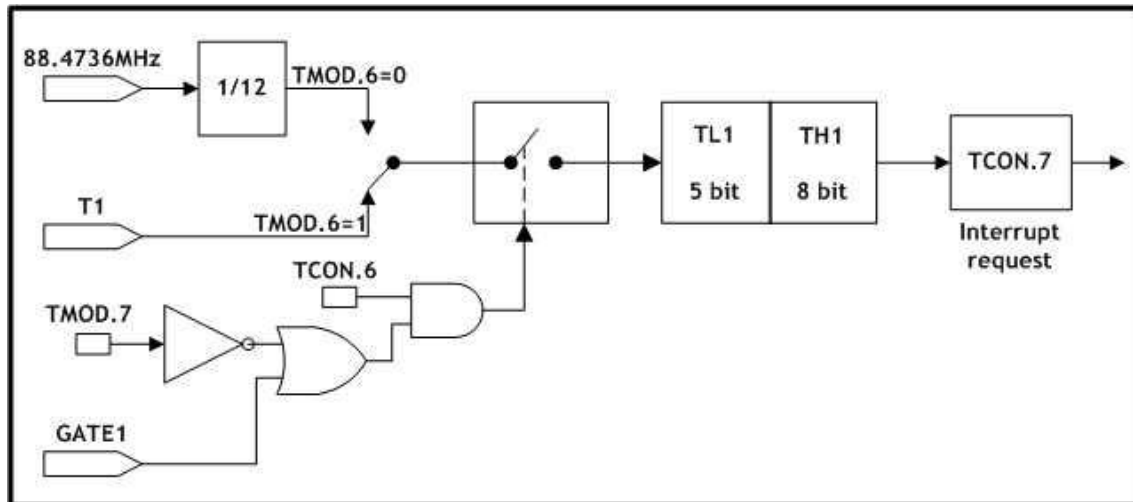 88.4736MHz
1/12
TMOD.6=0
T1
TMOD.6=1
TL1
5 bit
TH1
8 bit
TCON.7
Interrupt
request
TCON.6
TMOD.7
GATE1